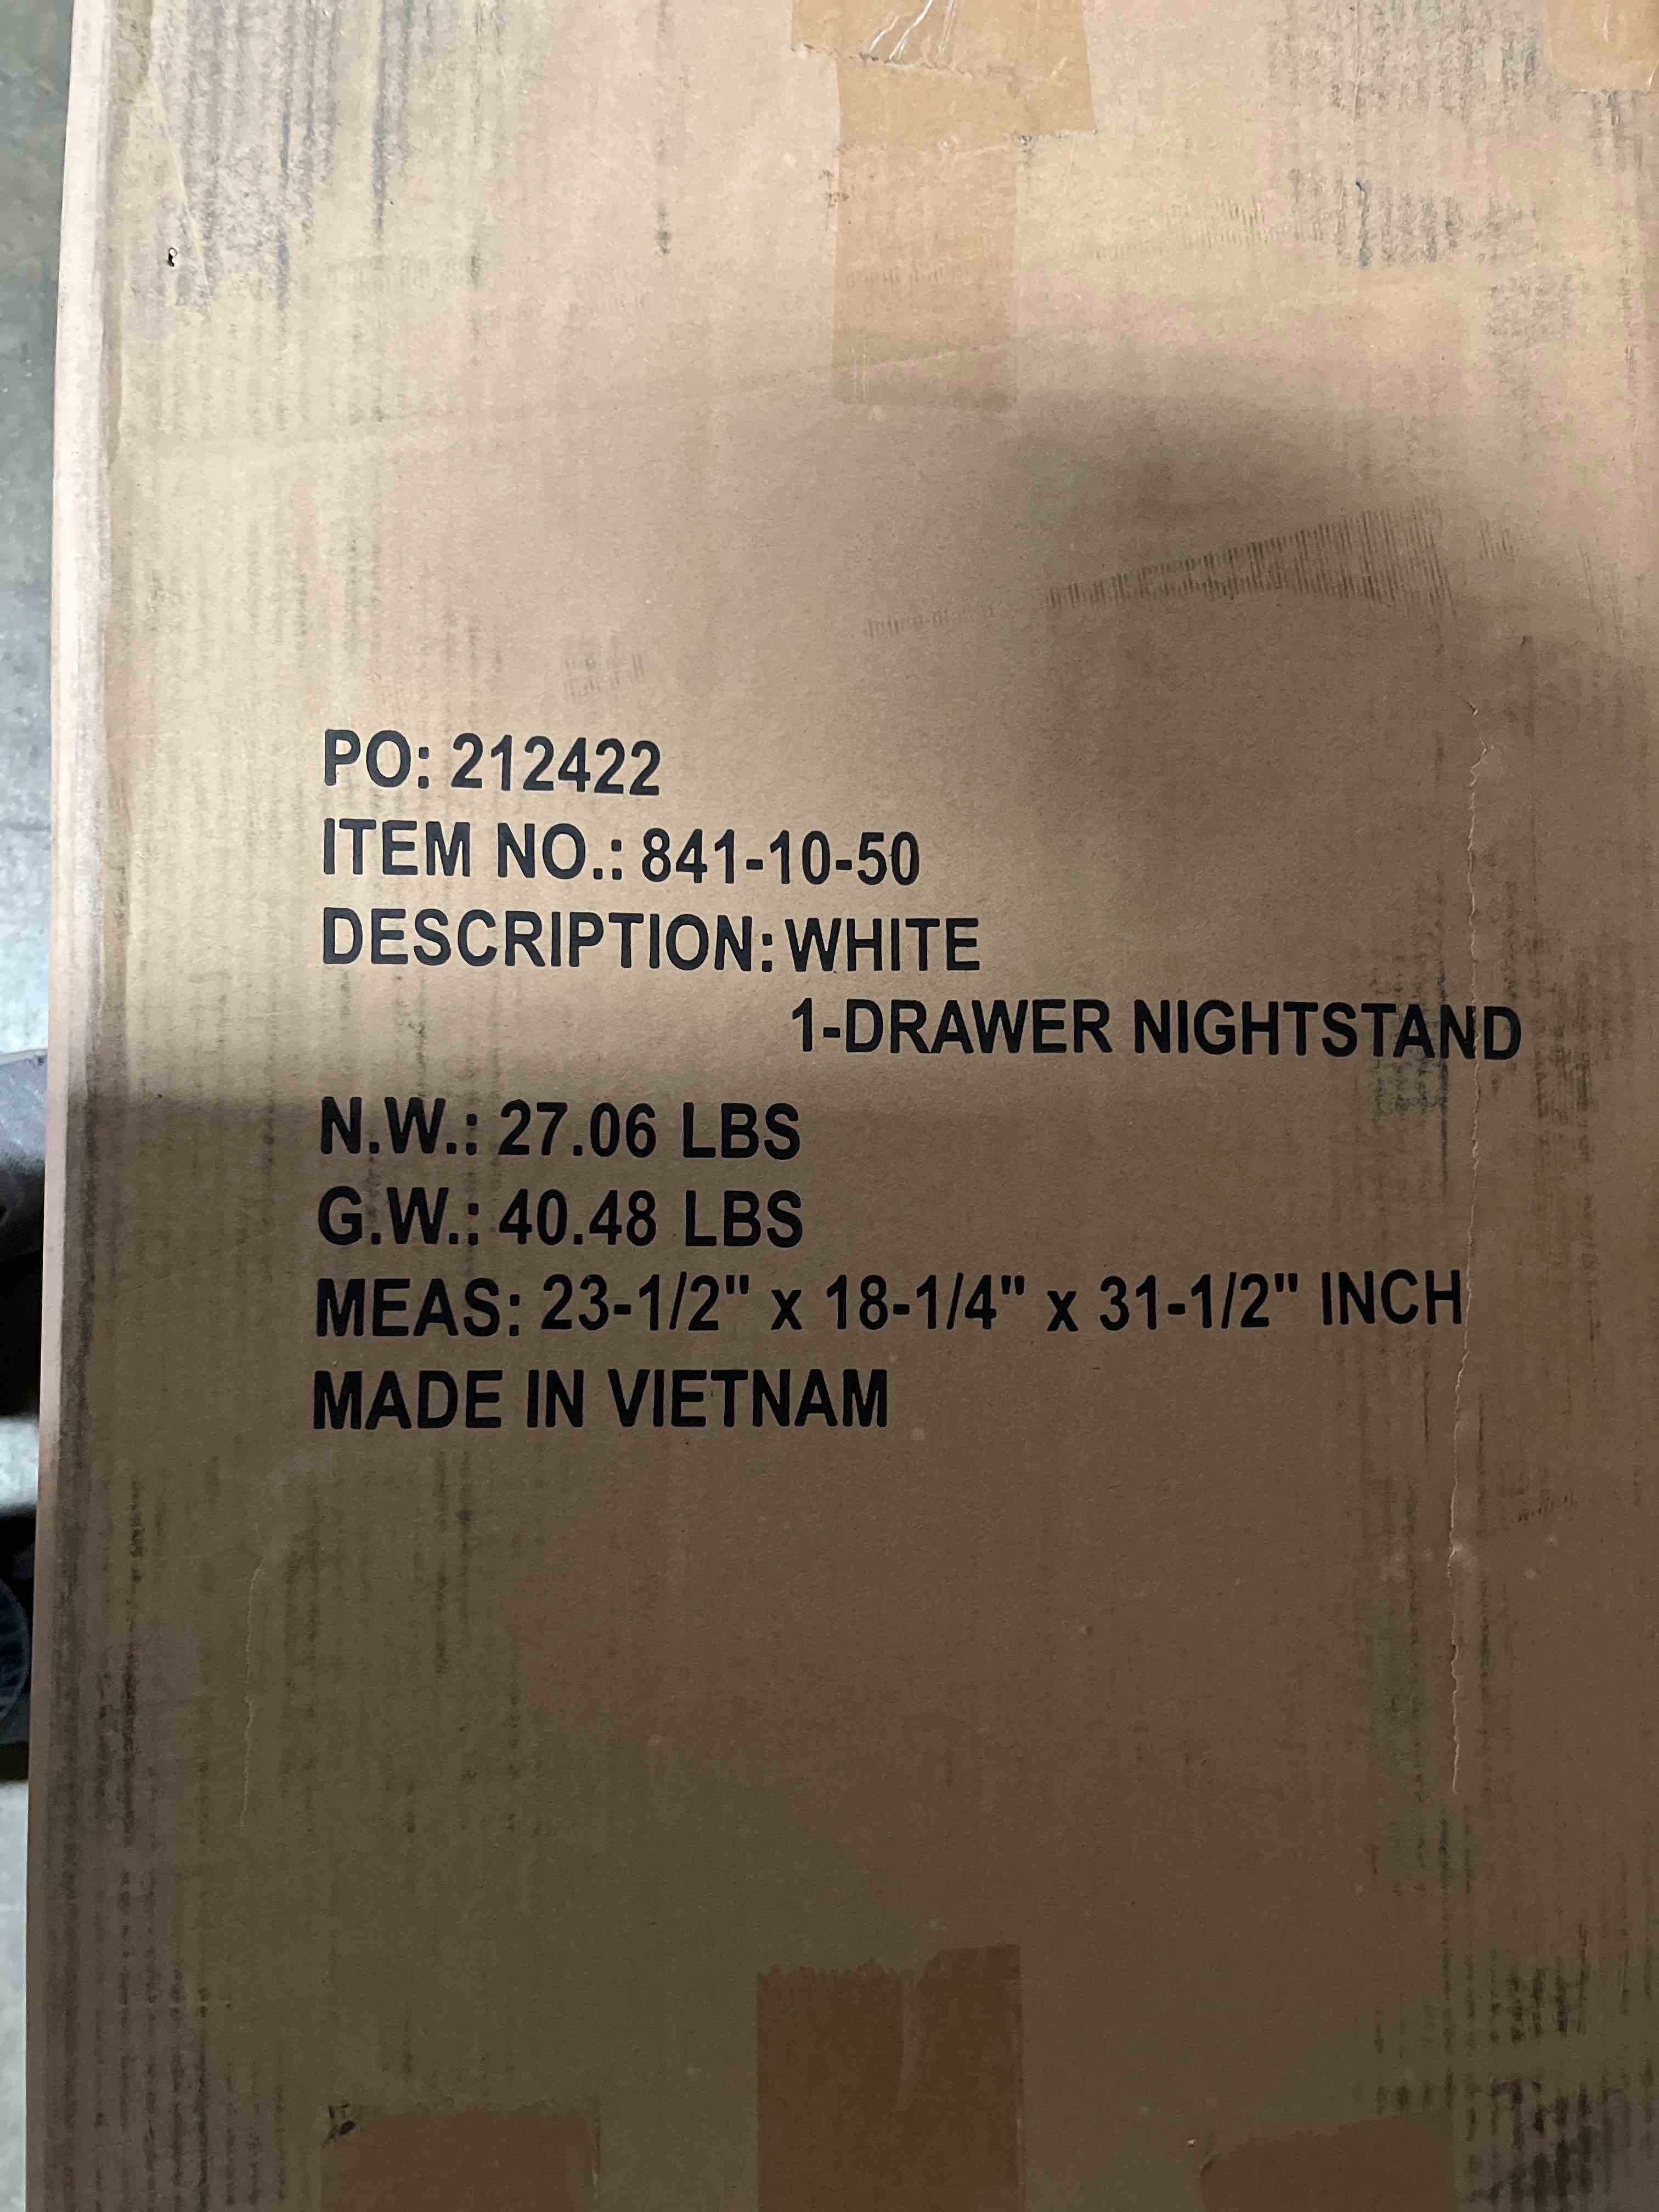 PO: 212422
ITEM NO.: 841-10-50
DESCRIPTION: WHITE
1-DRAWER NIGHTSTAND
N.W.: 27.06 LBS
G.W.: 40.48 LBS
MEAS: 23-1/2" x 18-1/4" x 31-1/2" INCH
MADE IN VIETNAM